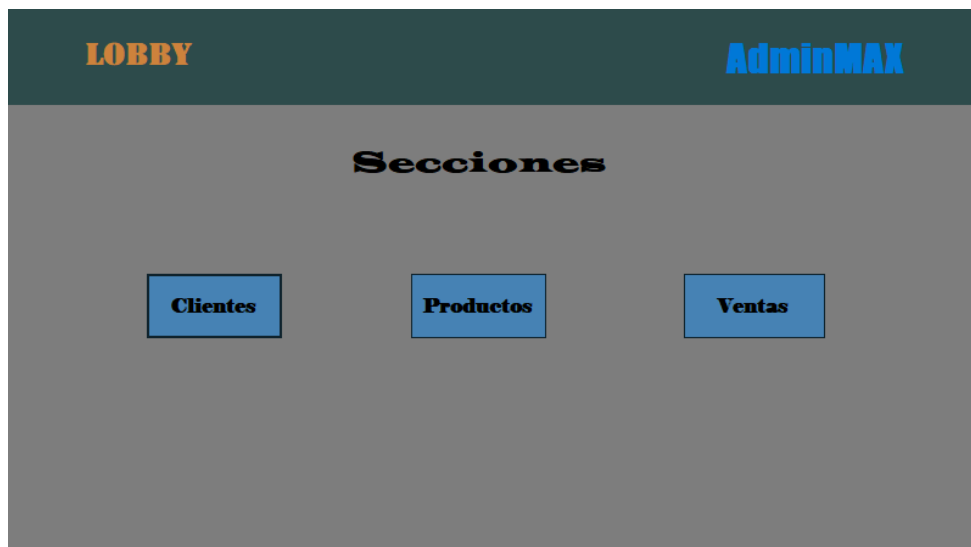 LOBBY
AdminMAX
Secciones
Clientes
Productos
Ventas